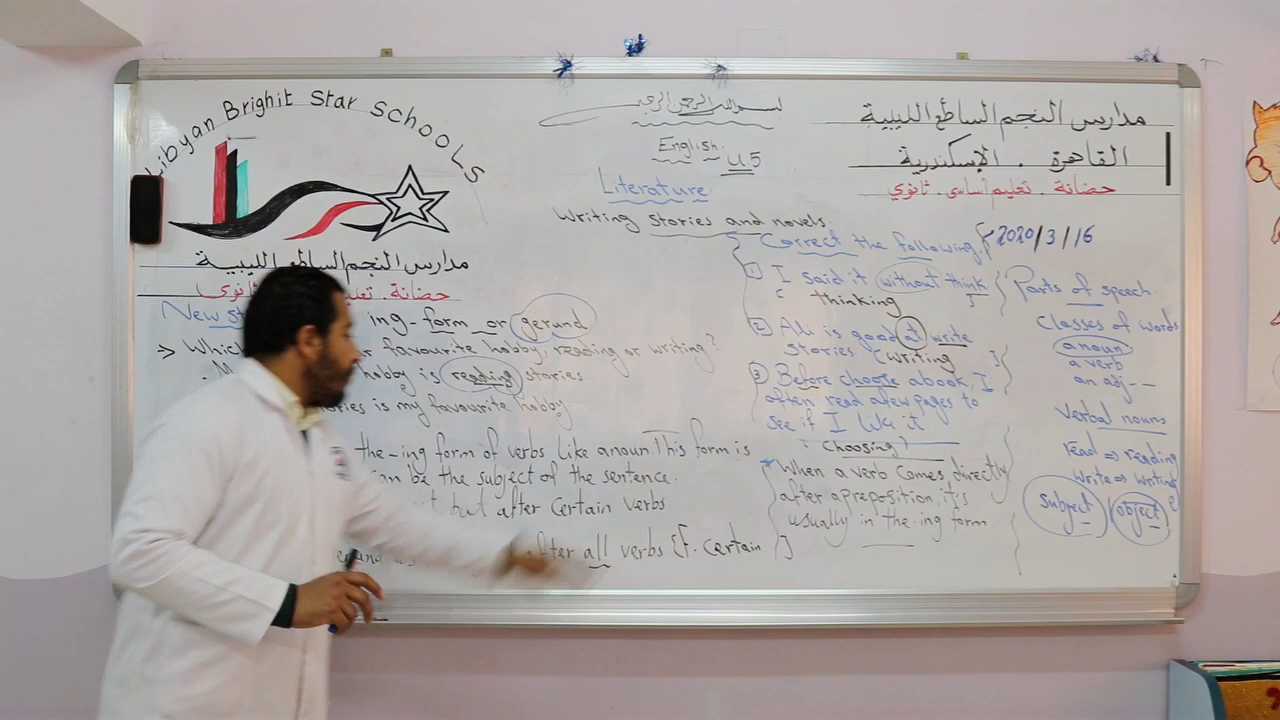 Libyan Brighit Star SchooLs
مدارس النجم الساطع الليبية
حضانة . تعليم
ثانوي
بسم الله الرحمن الرحيم
English
U5
Literature
Writing stories and novels
مدارس النجم الساطع الليبية
القاهرة . الإسكندرية
حضانة . تعليم أساسى . ثانوي
2020/3/16
ing-form or gerund
=> Which favourite hobby, reading or writing?
hobby is reading stories
is my favourite hobby
the -ing form of verbs like a noun. This form is
can be the subject of the sentence.
but after certain verbs
after all verbs [F. certain ]
Correct the following
1 I said it without think
thinking
2 Ali is good at write
stories (writing
3 Before choose a book, I
often read a few pages to
see if I like it
choosing?
* When a verb comes directly
after a preposition, it's
usually in the -ing form
Parts of speech
Classes of words
a noun
a verb
an adj - -
Verbal nouns
read => reading
write => writing
subject / object